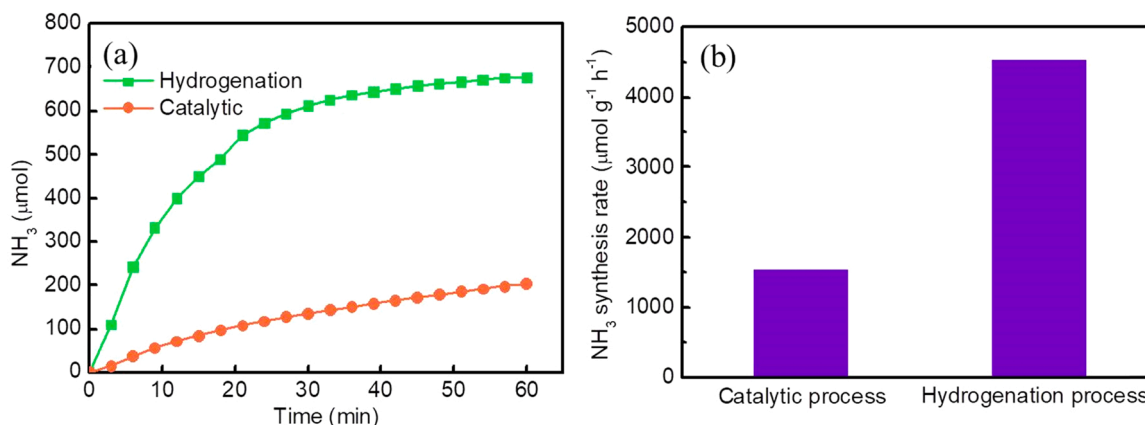 (a)
Hydrogenation
Catalytic
NH₃ (μmol)
800
700
600
500
400
300
200
100
0
0 10 20 30 40 50 60
Time (min)
(b)
NH₃ synthesis rate (μmol g⁻¹ h⁻¹)
5000
4500
4000
2000
1000
0
Catalytic process Hydrogenation process